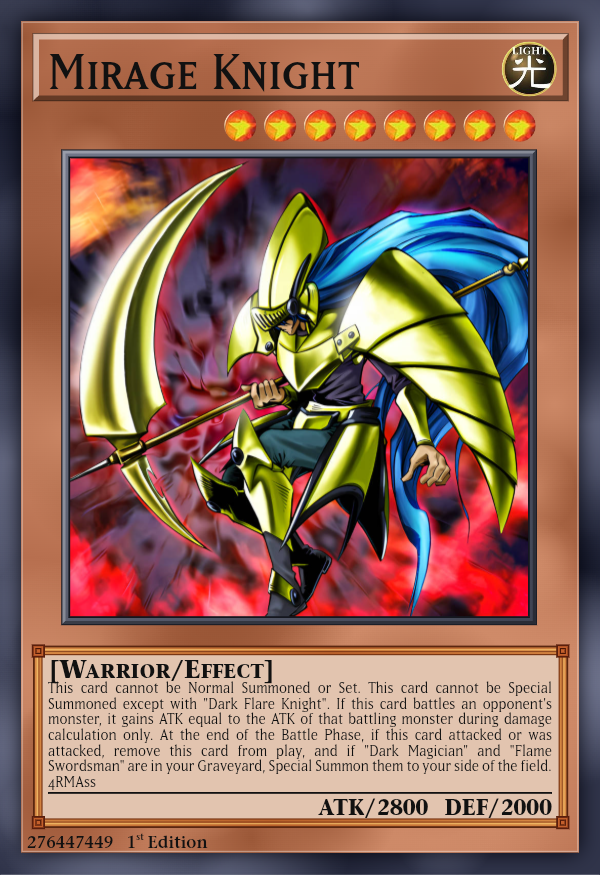 Mirage Knight
LIGHT
光
[Warrior/Effect]
This card cannot be Normal Summoned or Set. This card cannot be Special
Summoned except with "Dark Flare Knight". If this card battles an opponent's
monster, it gains ATK equal to the ATK of that battling monster during damage
calculation only. At the end of the Battle Phase, if this card attacked or was
attacked, remove this card from play, and if "Dark Magician" and "Flame
Swordsman" are in your Graveyard, Special Summon them to your side of the field.
4RMAss
ATK/2800 DEF/2000
276447449 1st Edition